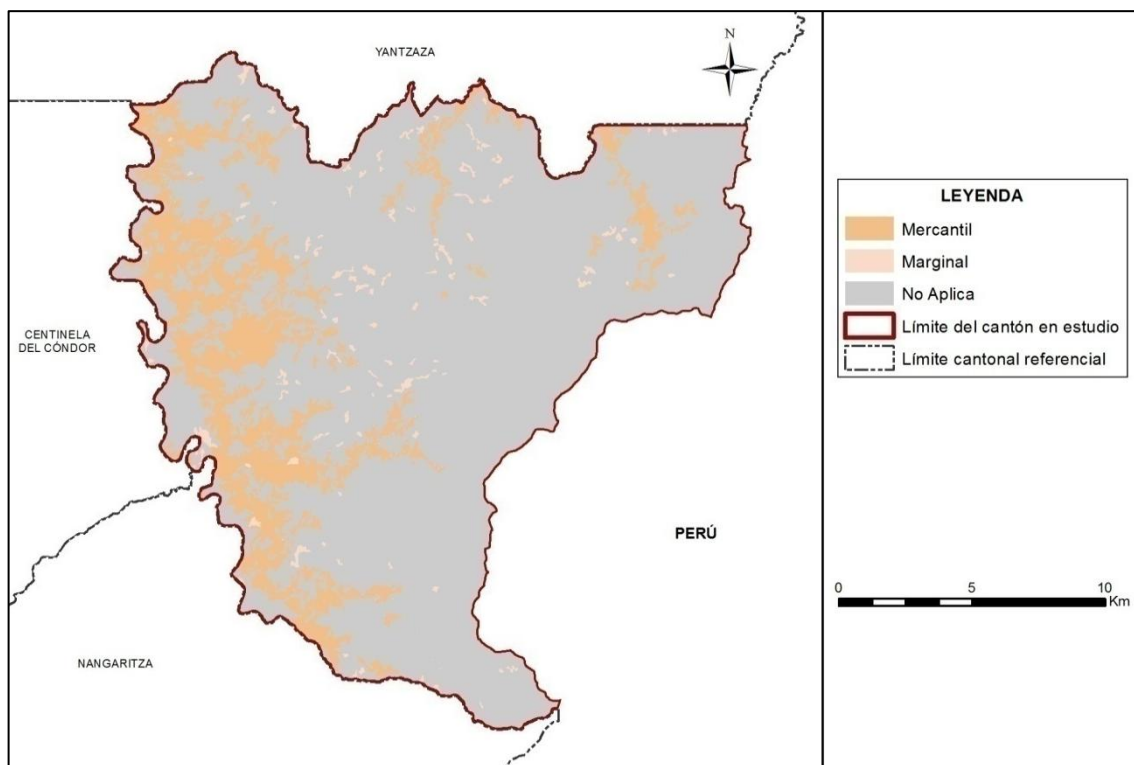 YANTZAZA
N
CENTINELA
DEL CÓNDOR
PERÚ
NANGARITZA
LEYENDA
Mercantil
Marginal
No Aplica
Límite del cantón en estudio
Límite cantonal referencial
0 5 10
Km